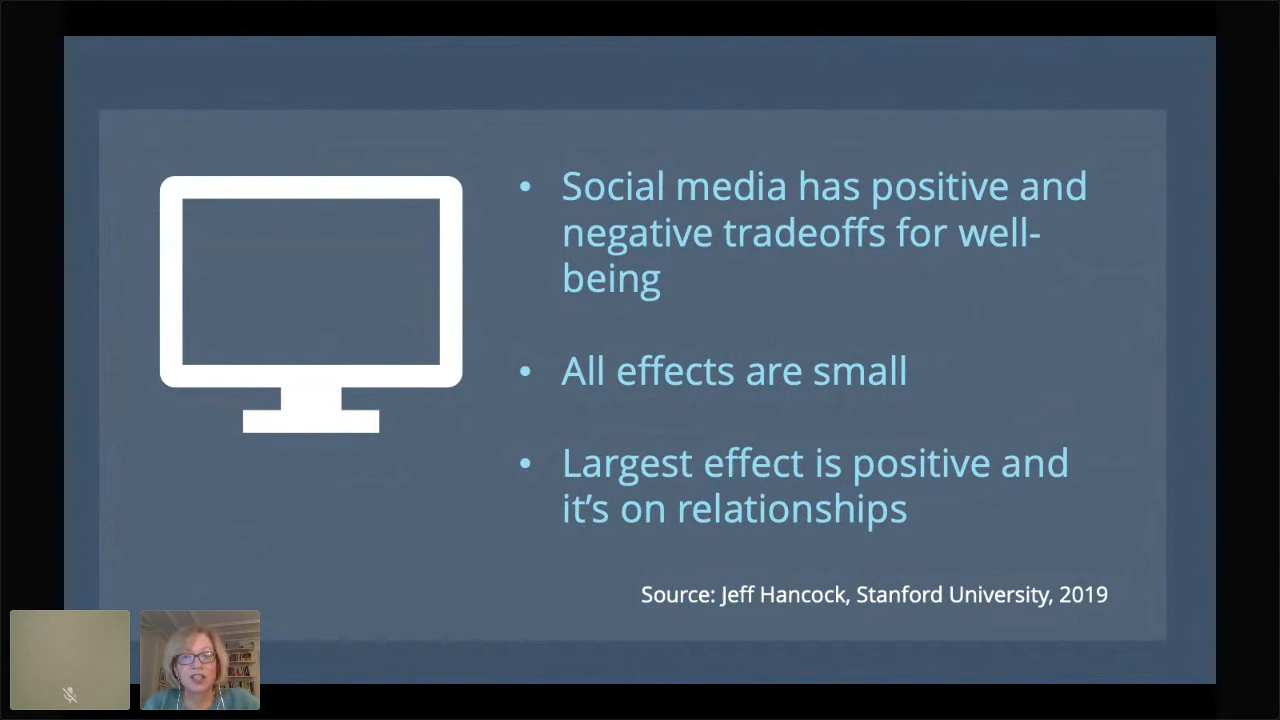 • Social media has positive and
negative tradeoffs for well-
being
• All effects are small
• Largest effect is positive and
it’s on relationships
Source: Jeff Hancock, Stanford University, 2019